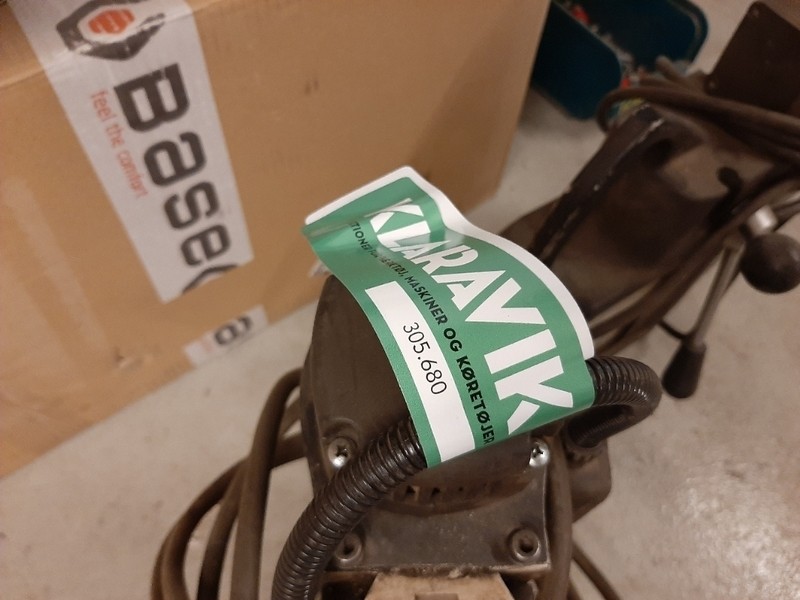 Base
feel the comfort
KLARAVIK
MASKINER OG KØRETØJER
305.680
a